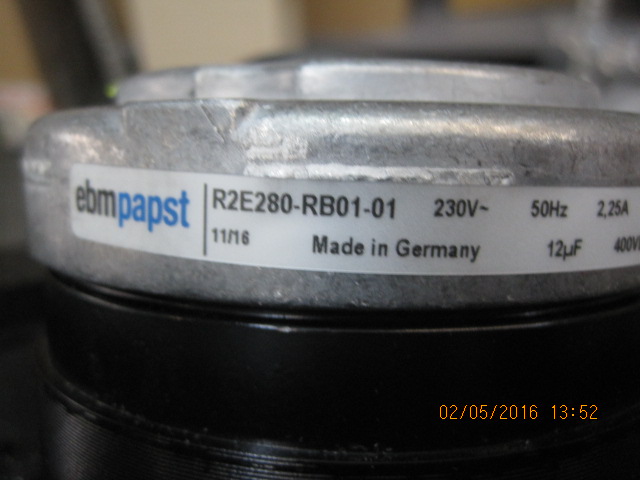 ebmpapst
R2E280-RB01-01 230V~ 50Hz 2,25A
11/16 Made in Germany 12µF 400V
02/05/2016 13:52